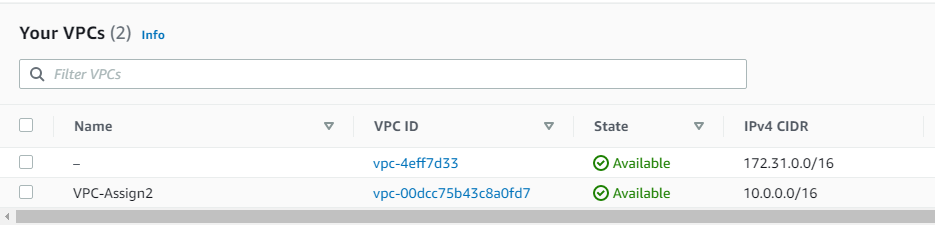 Your VPCs (2) Info
Filter VPCs
Name VPC ID State IPv4 CIDR
– vpc-4eff7d33 Available 172.31.0.0/16
VPC-Assign2 vpc-00dcc75b43c8a0fd7 Available 10.0.0.0/16